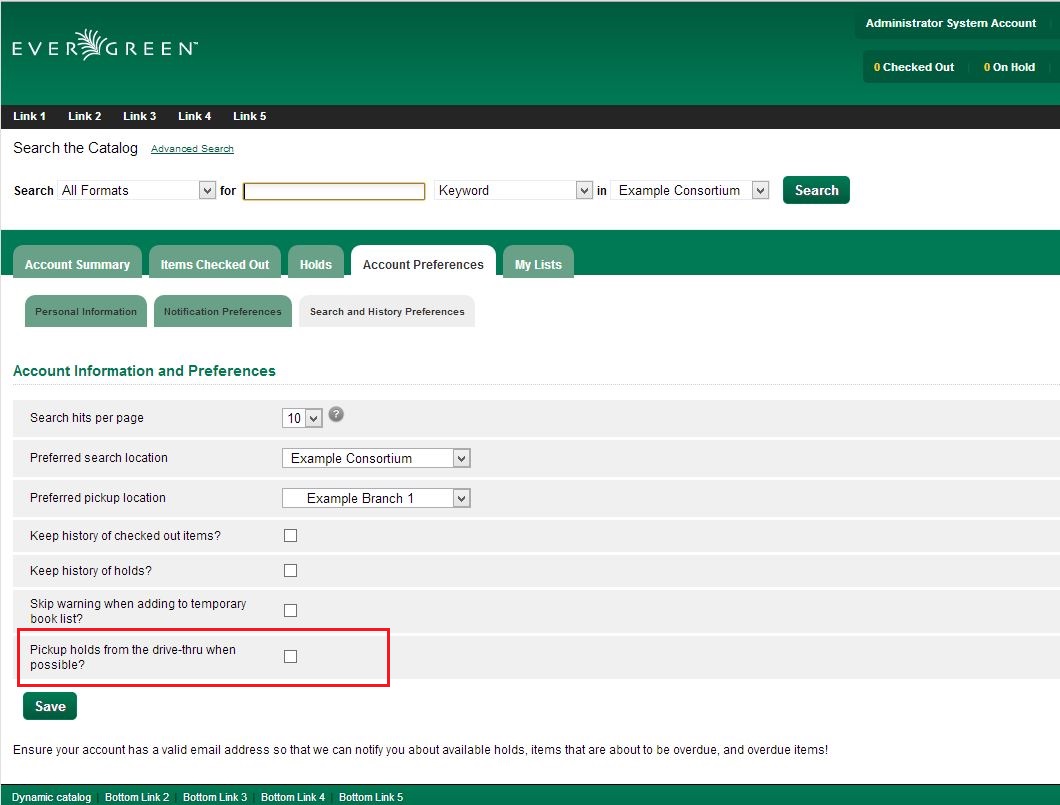 Administrator System Account
EVERGREEN™
0 Checked Out 0 On Hold
Link 1 Link 2 Link 3 Link 4 Link 5
Search the Catalog Advanced Search
Search All Formats for Keyword in Example Consortium Search
Account Summary Items Checked Out Holds Account Preferences My Lists
Personal Information Notification Preferences Search and History Preferences
Account Information and Preferences
Search hits per page 10 ?
Preferred search location Example Consortium
Preferred pickup location Example Branch 1
Keep history of checked out items?
Keep history of holds?
Skip warning when adding to temporary
book list?
Pickup holds from the drive-thru when
possible?
Save
Ensure your account has a valid email address so that we can notify you about available holds, items that are about to be overdue, and overdue items!
Dynamic catalog Bottom Link 2 Bottom Link 3 Bottom Link 4 Bottom Link 5